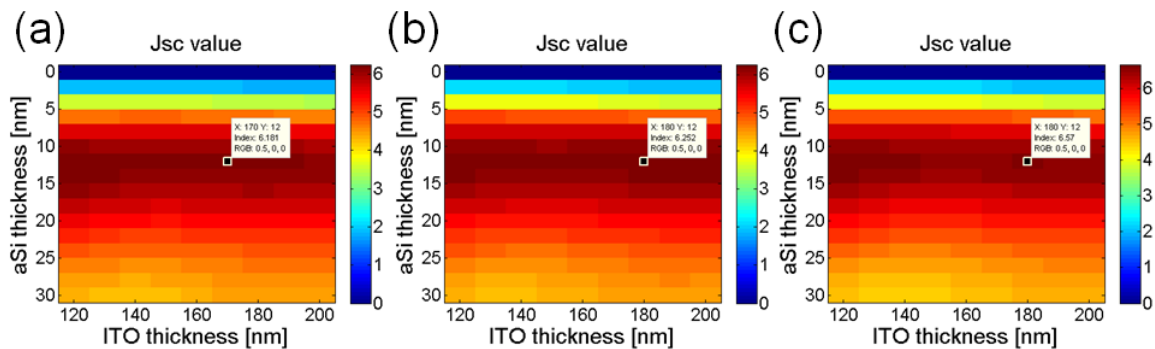 (a)
Jsc value
0
5
10
15
20
25
30
aSi thickness [nm]
120 140 160 180 200
ITO thickness [nm]
X: 170 Y: 12
Index: 6.181
RGB: 0.5, 0, 0
6
5
4
3
2
1
0
(b)
Jsc value
0
5
10
15
20
25
30
aSi thickness [nm]
120 140 160 180 200
ITO thickness [nm]
X: 180 Y: 12
Index: 6.252
RGB: 0.5, 0, 0
6
5
4
3
2
1
0
(c)
Jsc value
0
5
10
15
20
25
30
aSi thickness [nm]
120 140 160 180 200
ITO thickness [nm]
X: 180 Y: 12
Index: 6.57
RGB: 0.5, 0, 0
6
5
4
3
2
1
0